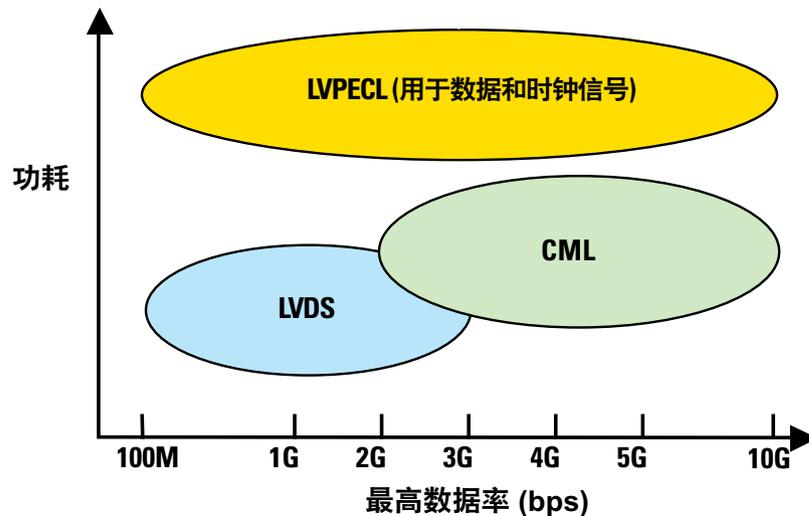 LVPECL (用于数据和时钟信号)
功耗
CML
LVDS
100M 1G 2G 3G 4G 5G 10G
最高数据率 (bps)